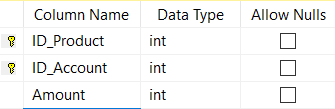 Column Name Data Type Allow Nulls
ID_Product int
ID_Account int
Amount int